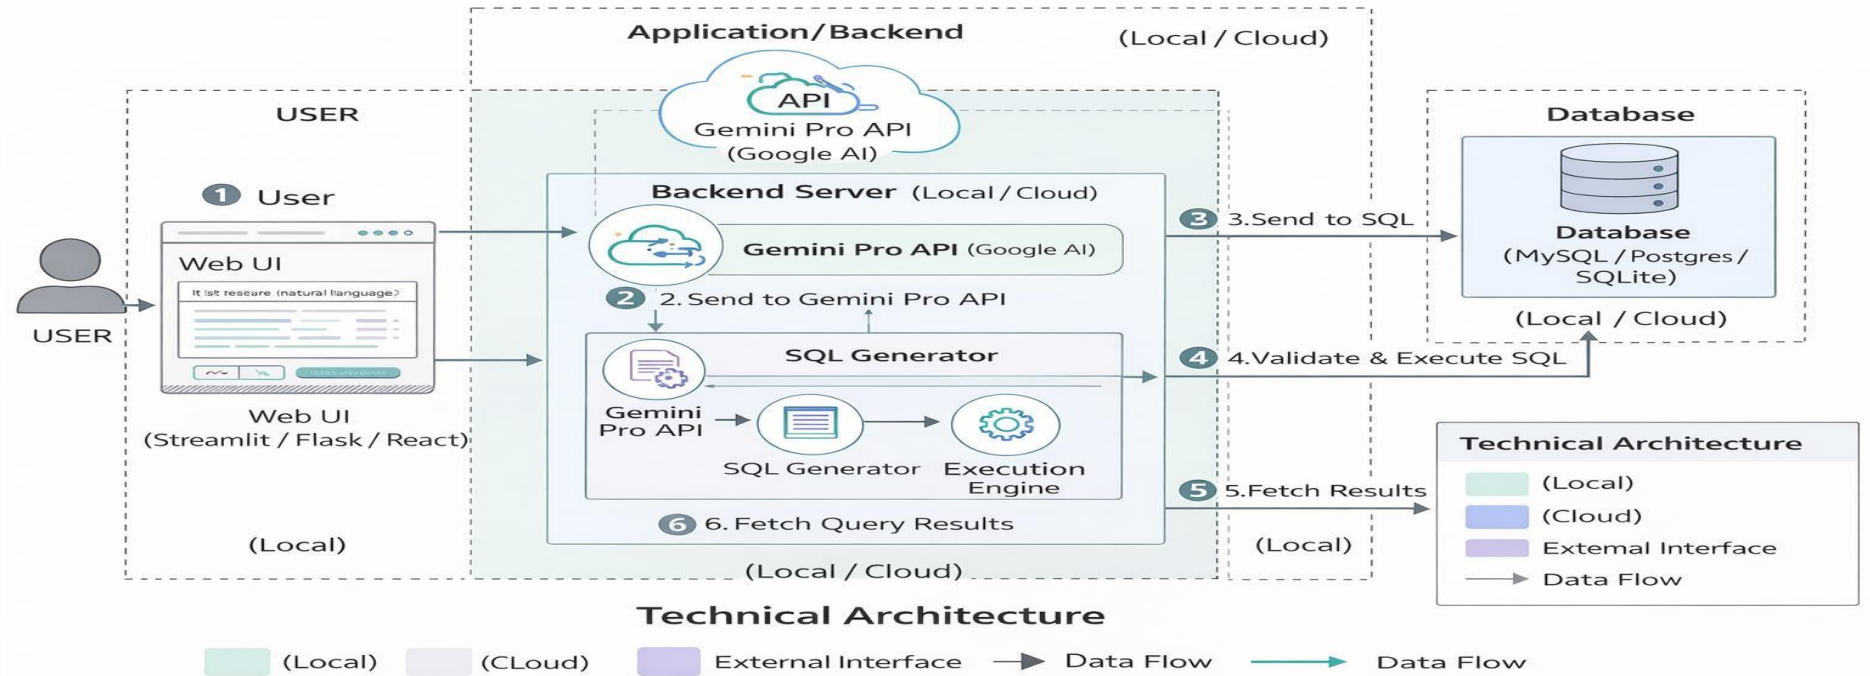 Application/Backend
(Local / Cloud)
API
Gemini Pro API
(Google AI)
USER
1 User
USER
Web UI
(natural language)
Web UI
(Streamlit / Flask / React)
(Local)
Backend Server (Local / Cloud)
Gemini Pro API (Google AI)
2 2. Send to Gemini Pro API
SQL Generator
Gemini
Pro API
SQL Generator
Execution
Engine
6 6. Fetch Query Results
(Local / Cloud)
3 3.Send to SQL
4 4.Validate & Execute SQL
5 5.Fetch Results
(Local)
Database
Database
(MySQL / Postgres /
SQLite)
(Local / Cloud)
Technical Architecture
(Local)
(Cloud)
External Interface
Data Flow
Technical Architecture
(Local)
(CLoud)
External Interface
Data Flow
Data Flow